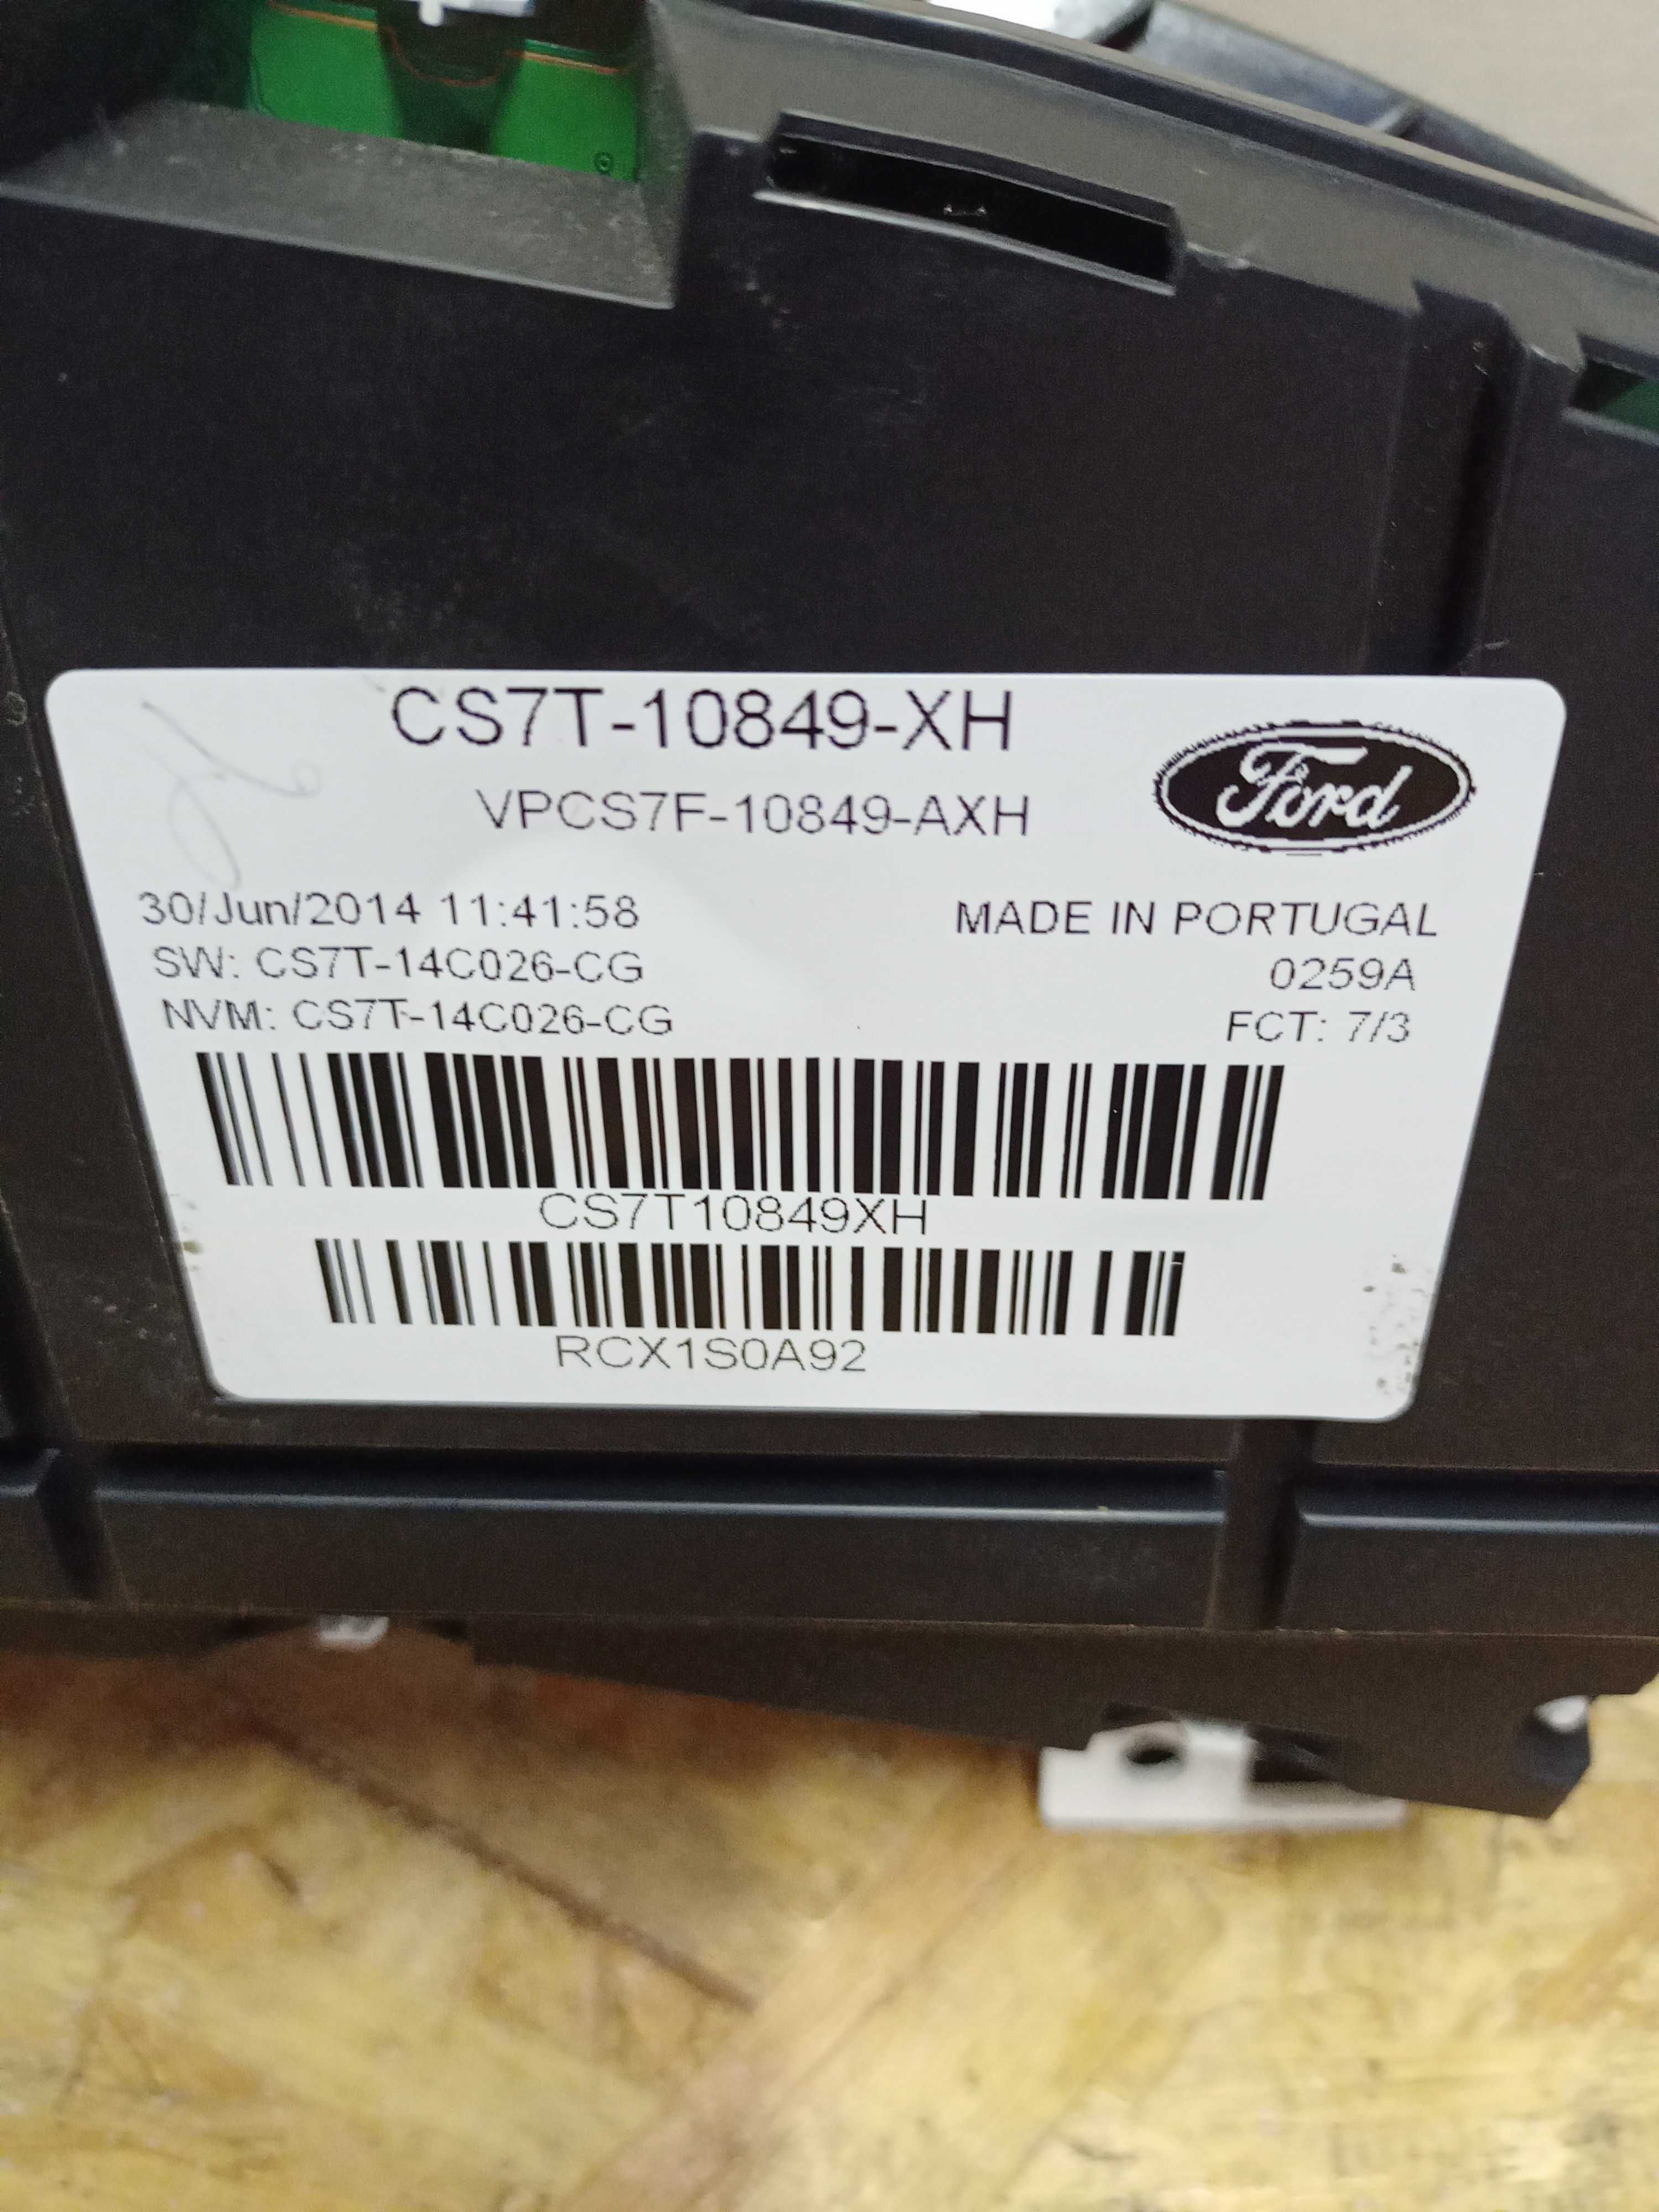 CS7T-10849-XH
VPCS7F-10849-AXH
Ford
30/Jun/2014 11:41:58
MADE IN PORTUGAL
SW: CS7T-14C026-CG
0259A
NVM: CS7T-14C026-CG
FCT: 7/3
CS7T10849XH
RCX1S0A92